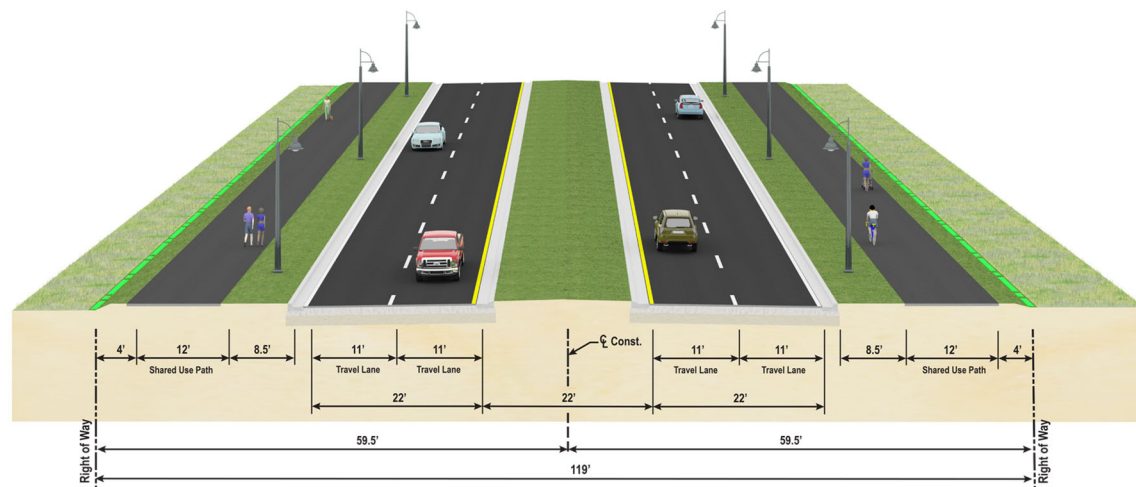 ℄ Const.
4' 12' 8.5' 11' 11' 11' 11' 8.5' 12' 4'
Shared Use Path Travel Lane Travel Lane Travel Lane Travel Lane Shared Use Path
22' 22' 22'
Right of Way
59.5' 59.5'
Right of Way
119'